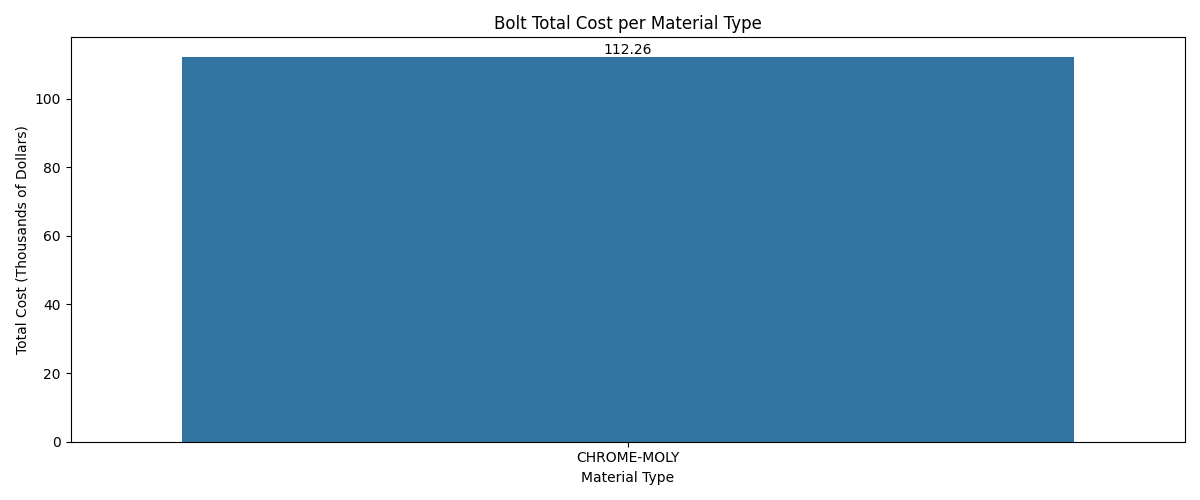 Bolt Total Cost per Material Type
112.26
Total Cost (Thousands of Dollars)
100
80
60
40
20
0
CHROME-MOLY
Material Type